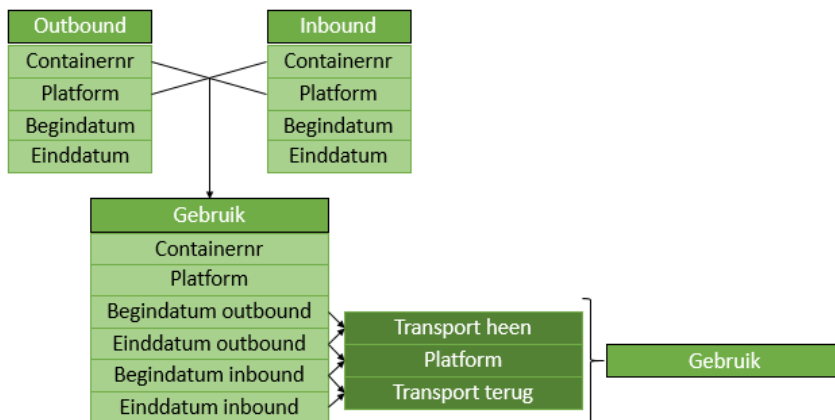 Outbound
Containernr
Platform
Begindatum
Einddatum
Inbound
Containernr
Platform
Begindatum
Einddatum
Gebruik
Containernr
Platform
Begindatum outbound
Einddatum outbound
Begindatum inbound
Einddatum inbound
Transport heen
Platform
Transport terug
Gebruik